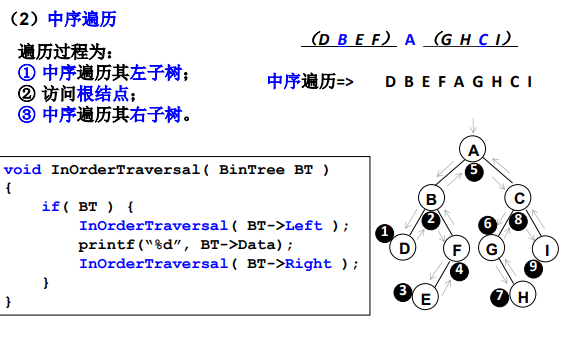 （2）中序遍历
遍历过程为：
① 中序遍历其左子树；
② 访问根结点；
③ 中序遍历其右子树。
（D B E F） A （G H C I）
中序遍历=> D B E F A G H C I
void InOrderTraversal( BinTree BT )
{
if( BT ) {
InOrderTraversal( BT->Left );
printf(“%d”, BT->Data);
InOrderTraversal( BT->Right );
}
}
A
5
B
C
2
6
8
1
D
F
G
I
4
9
3
E
7
H